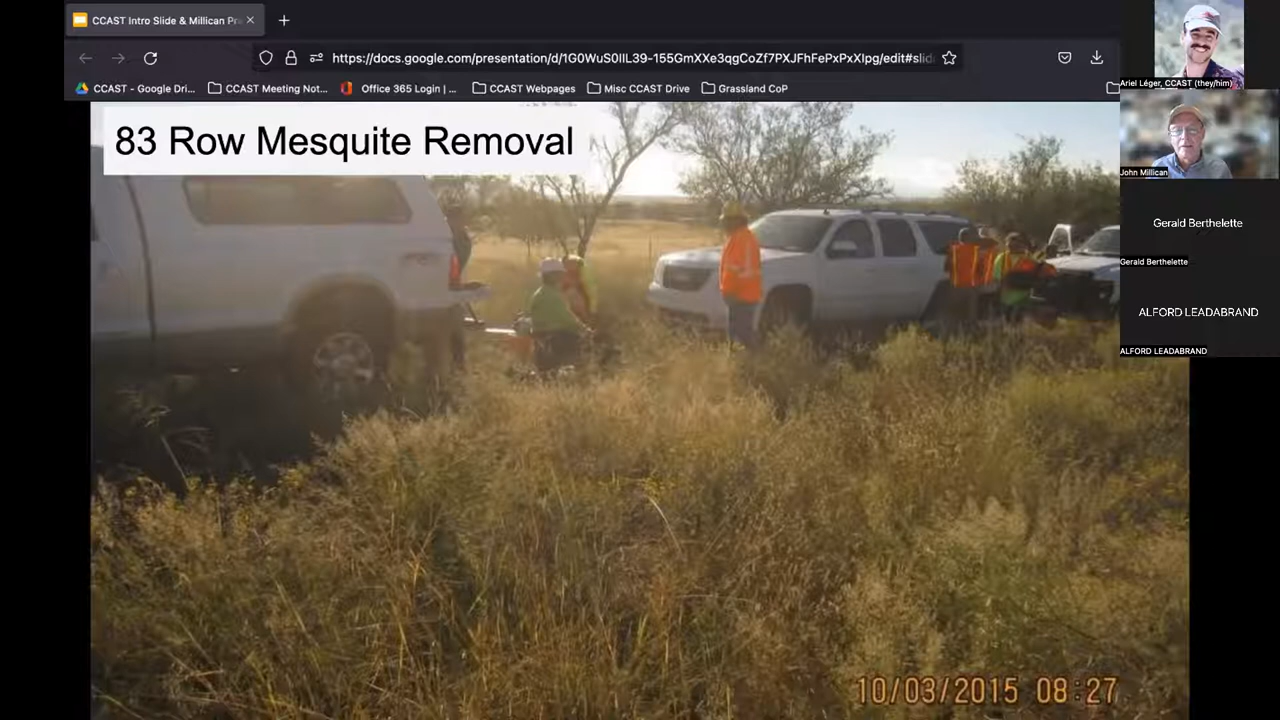 CCAST Intro Slide & Millican Pr
https://docs.google.com/presentation/d/1G0WuS0IIL39-155GmXXe3qgCoZf7PXJFhFePxPxXIpg/edit#slid
CCAST - Google Dri...
CCAST Meeting Not...
Office 365 Login | ...
CCAST Webpages
Misc CCAST Drive
Grassland CoP
83 Row Mesquite Removal
10/03/2015 08:27
Ariel Léger, CCAST (they/him)
John Millican
Gerald Berthelette
Gerald Berthelette
ALFORD LEADABRAND
ALFORD LEADABRAND